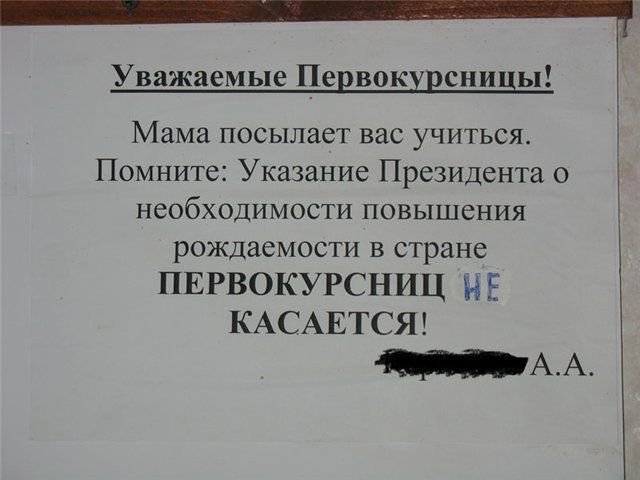 Уважаемые Первокурсницы!
Мама посылает вас учиться.
Помните: Указание Президента о
необходимости повышения
рождаемости в стране
ПЕРВОКУРСНИЦ НЕ
КАСАЕТСЯ!
А.А.